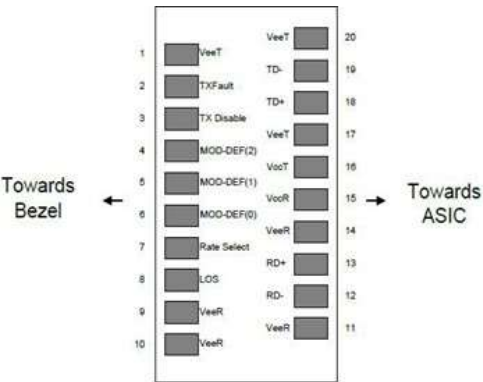 1 VeeT
2 TXFault
3 TX Disable
4 MOD-DEF(2)
5 MOD-DEF(1)
6 MOD-DEF(0)
7 Rate Select
8 LOS
9 VeeR
10 VeeR
VeeT 20
TD- 19
TD+ 18
VeeT 17
VccT 16
VccR 15
VeeR 14
RD+ 13
RD- 12
VeeR 11
Towards
Bezel
Towards
ASIC